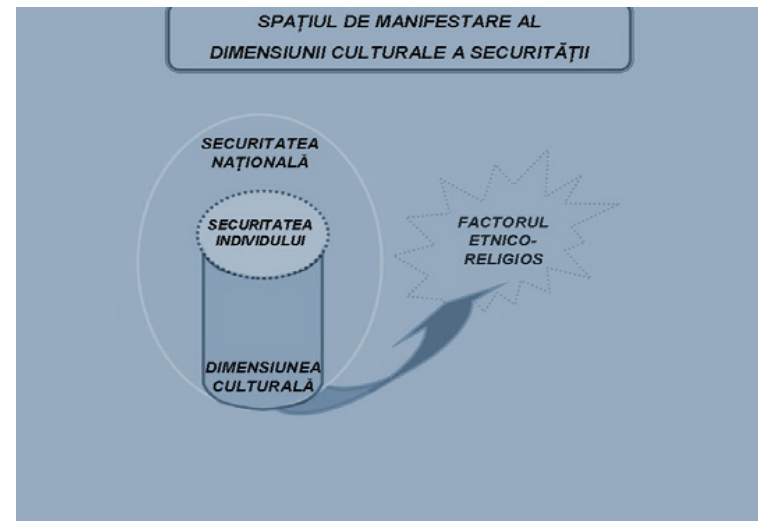 SPAȚIUL DE MANIFESTARE AL
DIMENSIUNII CULTURALE A SECURITĂȚII
SECURITATEA
NAȚIONALĂ
SECURITATEA
INDIVIDULUI
FACTORUL
ETNICO-
RELIGIOS
DIMENSIUNEA
CULTURALĂ